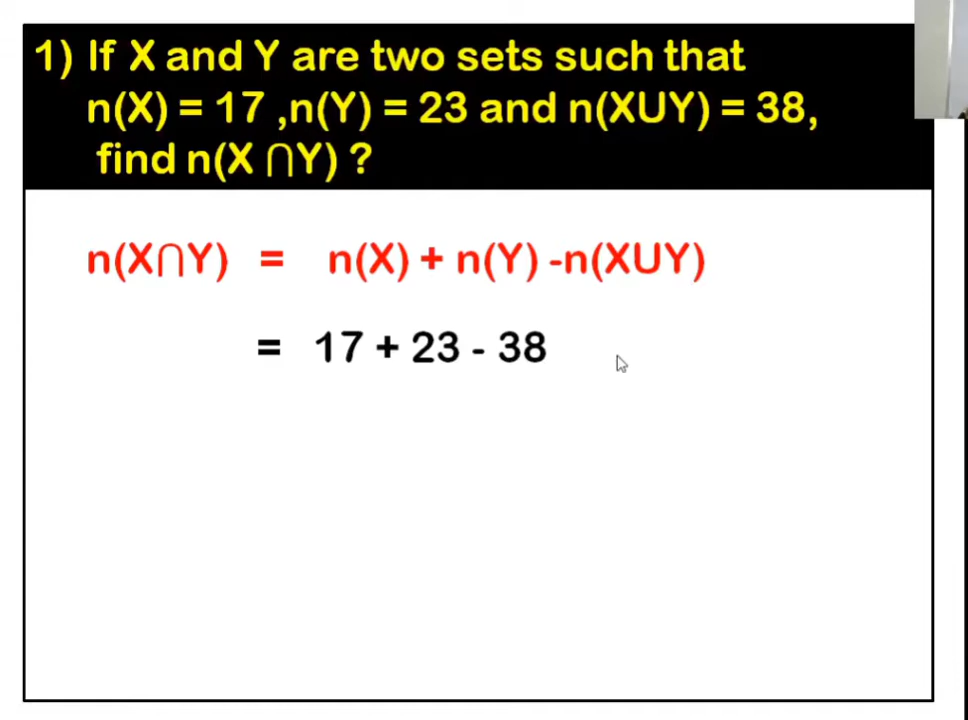 1) If X and Y are two sets such that
n(X) = 17 ,n(Y) = 23 and n(XUY) = 38,
find n(X ∩Y) ?
n(X∩Y) = n(X) + n(Y) -n(XUY)
= 17 + 23 - 38